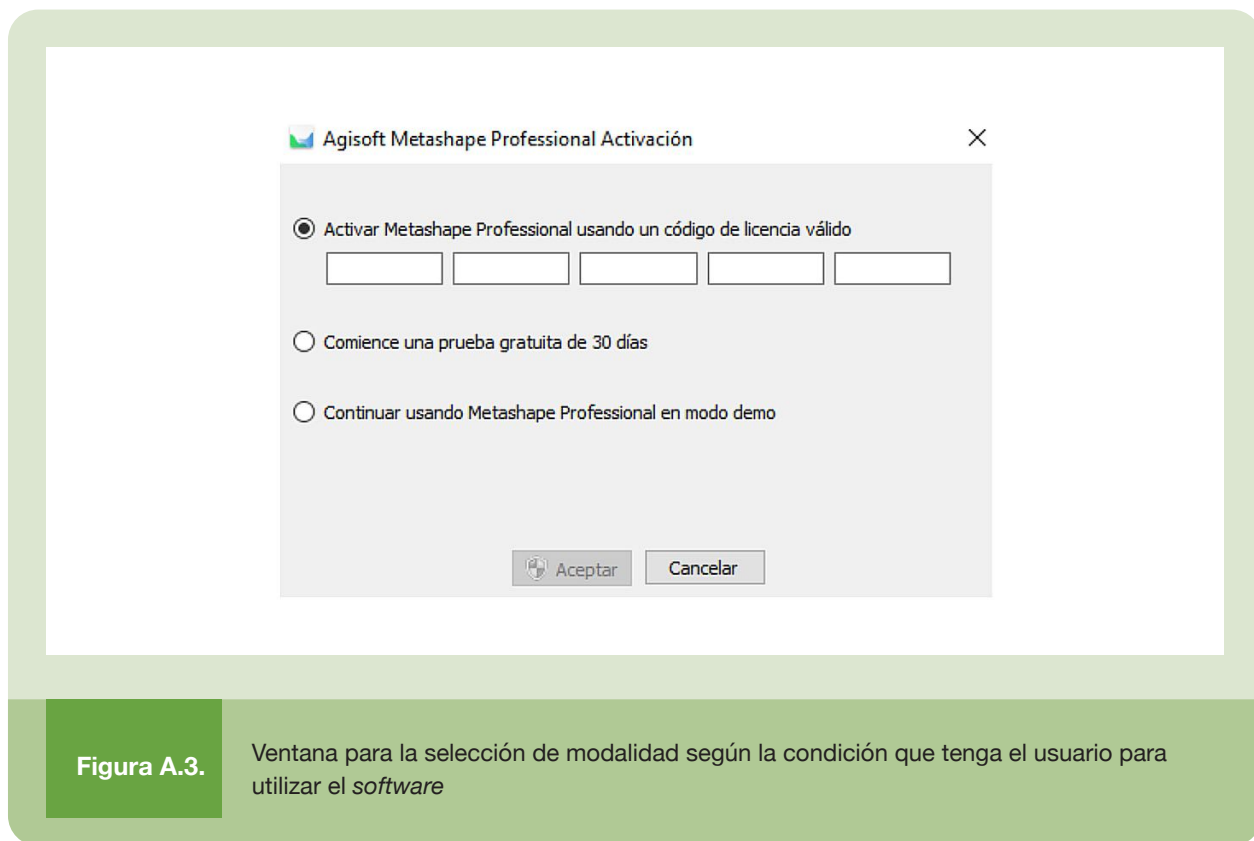 Agisoft Metashape Professional Activación
Activar Metashape Professional usando un código de licencia válido
Comience una prueba gratuita de 30 días
Continuar usando Metashape Professional en modo demo
Aceptar
Cancelar
Figura A.3.
Ventana para la selección de modalidad según la condición que tenga el usuario para
utilizar el software